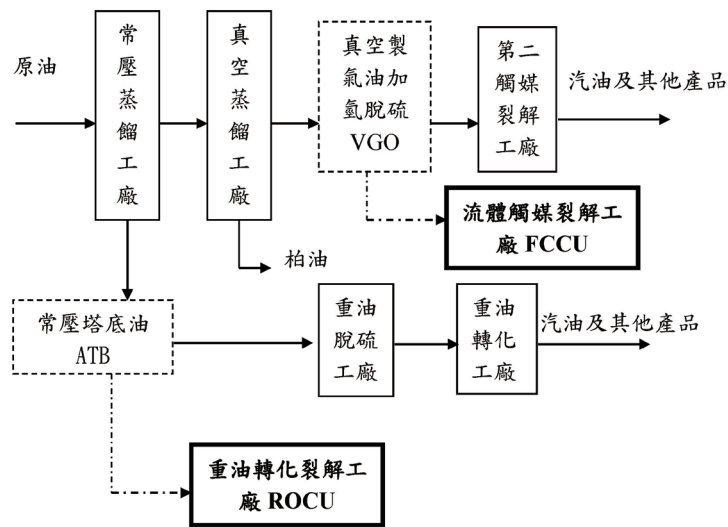 原油
常壓蒸餾工廠
真空蒸餾工廠
真空製
氣油加
氫脫硫
VGO
第二
觸媒
裂解
工廠
汽油及其他產品
流體觸媒裂解工
廠 FCCU
柏油
常壓塔底油
ATB
重油
脫硫
工廠
重油
轉化
工廠
汽油及其他產品
重油轉化裂解工
廠 ROCU